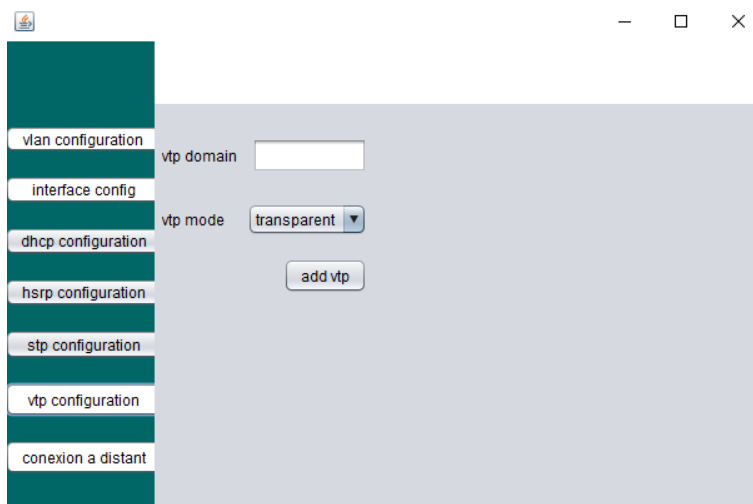 vlan configuration
interface config
dhcp configuration
hsrp configuration
stp configuration
vtp configuration
conexion a distant
vtp domain
vtp mode
transparent
add vtp